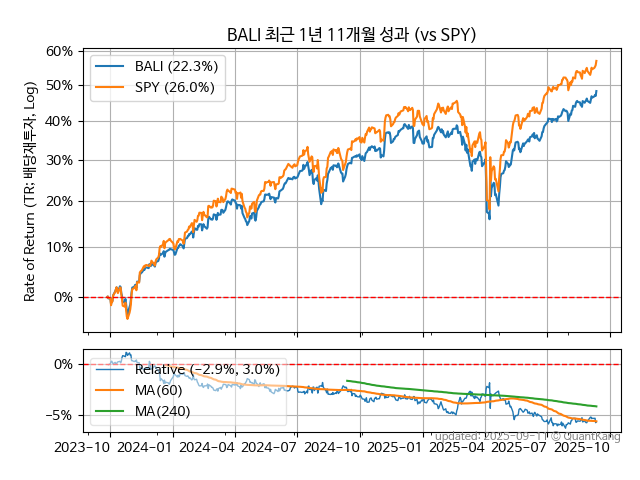 BALI 최근 1년 11개월 성과 (vs SPY)
Rate of Return (TR: 배당재투자, Log)
60%
50%
40%
30%
20%
10%
0%
BALI (22.3%)
SPY (26.0%)
0%
−5%
Relative (−2.9%, 3.0%)
MA(60)
MA(240)
updated: 2025-09-11 © QuantKang
2023-10 2024-01 2024-04 2024-07 2024-10 2025-01 2025-04 2025-07 2025-10